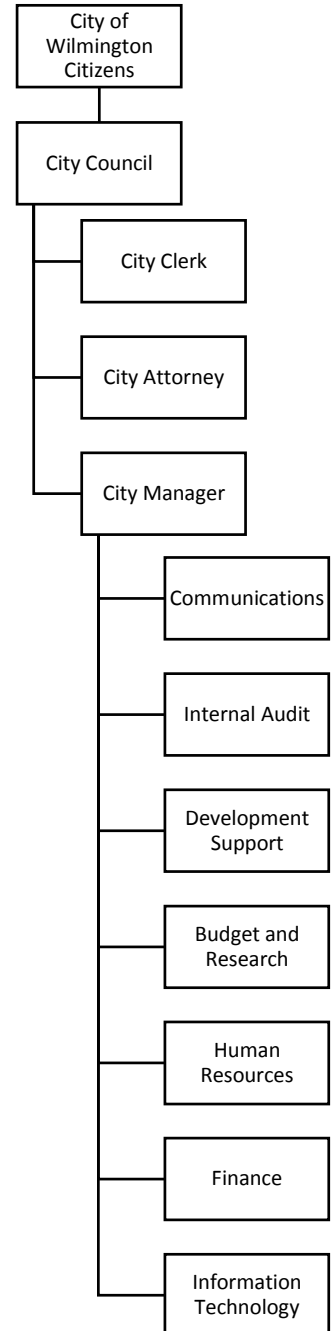 City of
Wilmington
Citizens
City Council
City Clerk
City Attorney
City Manager
Communications
Internal Audit
Development
Support
Budget and
Research
Human
Resources
Finance
Information
Technology